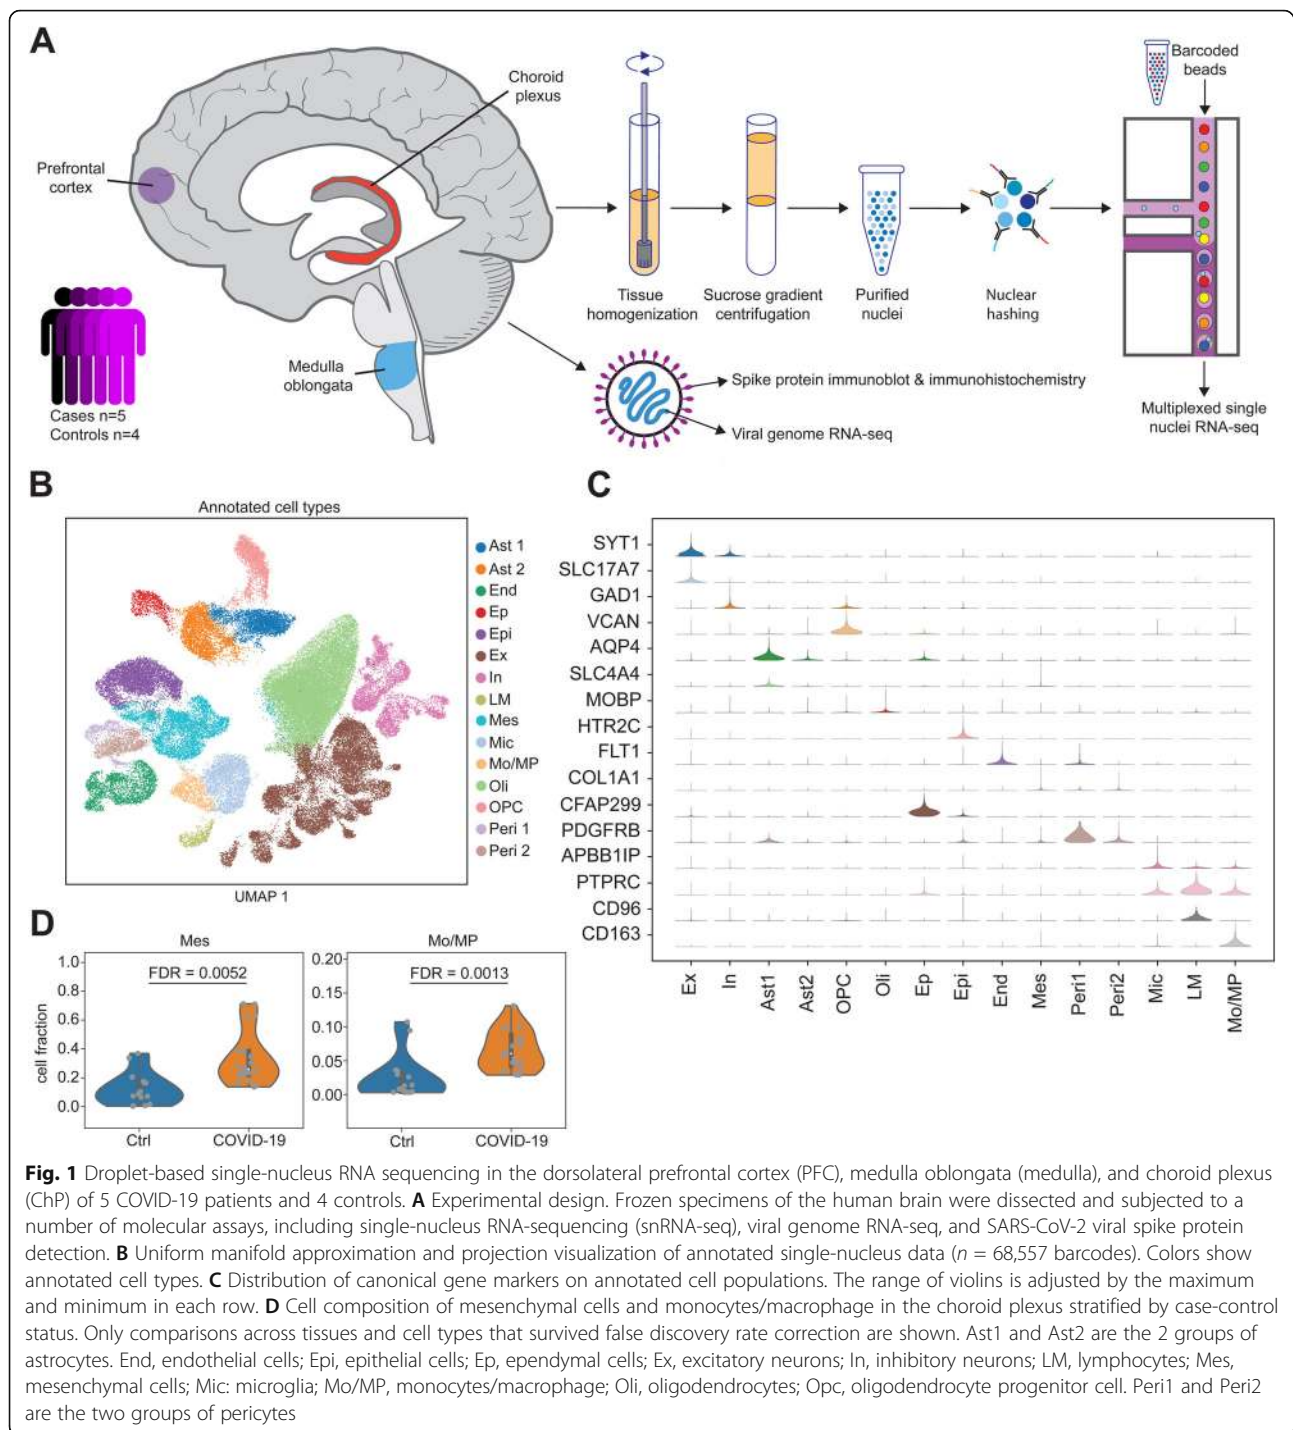 A
Choroid
plexus
Prefrontal
cortex
Medulla
oblongata
Cases n=5
Controls n=4
Tissue
homogenization
Sucrose gradient
centrifugation
Purified
nuclei
Nuclear
hashing
Barcoded
beads
Multiplexed single
nuclei RNA-seq
Spike protein immunoblot & immunohistochemistry
Viral genome RNA-seq
B
Annotated cell types
Ast 1
Ast 2
End
Ep
Epi
Ex
In
LM
Mes
Mic
Mo/MP
Oli
OPC
Peri 1
Peri 2
UMAP 1
C
SYT1
SLC17A7
GAD1
VCAN
AQP4
SLC4A4
MOBP
HTR2C
FLT1
COL1A1
CFAP299
PDGFRB
APBB1IP
PTPRC
CD96
CD163
Ex
In
Ast1
Ast2
OPC
Oli
Ep
Epi
End
Mes
Peri1
Peri2
Mic
LM
Mo/MP
D
Mes
FDR = 0.0052
cell fraction
1.0
0.8
0.6
0.4
0.2
0.0
Ctrl
COVID-19
Mo/MP
FDR = 0.0013
0.20
0.15
0.10
0.05
0.00
Ctrl
COVID-19
Fig. 1 Droplet-based single-nucleus RNA sequencing in the dorsolateral prefrontal cortex (PFC), medulla oblongata (medulla), and choroid plexus
(ChP) of 5 COVID-19 patients and 4 controls. A Experimental design. Frozen specimens of the human brain were dissected and subjected to a
number of molecular assays, including single-nucleus RNA-sequencing (snRNA-seq), viral genome RNA-seq, and SARS-CoV-2 viral spike protein
detection. B Uniform manifold approximation and projection visualization of annotated single-nucleus data (n = 68,557 barcodes). Colors show
annotated cell types. C Distribution of canonical gene markers on annotated cell populations. The range of violins is adjusted by the maximum
and minimum in each row. D Cell composition of mesenchymal cells and monocytes/macrophage in the choroid plexus stratified by case-control
status. Only comparisons across tissues and cell types that survived false discovery rate correction are shown. Ast1 and Ast2 are the 2 groups of
astrocytes. End, endothelial cells; Epi, epithelial cells; Ep, ependymal cells; Ex, excitatory neurons; In, inhibitory neurons; LM, lymphocytes; Mes,
mesenchymal cells; Mic: microglia; Mo/MP, monocytes/macrophage; Oli, oligodendrocytes; Opc, oligodendrocyte progenitor cell. Peri1 and Peri2
are the two groups of pericytes